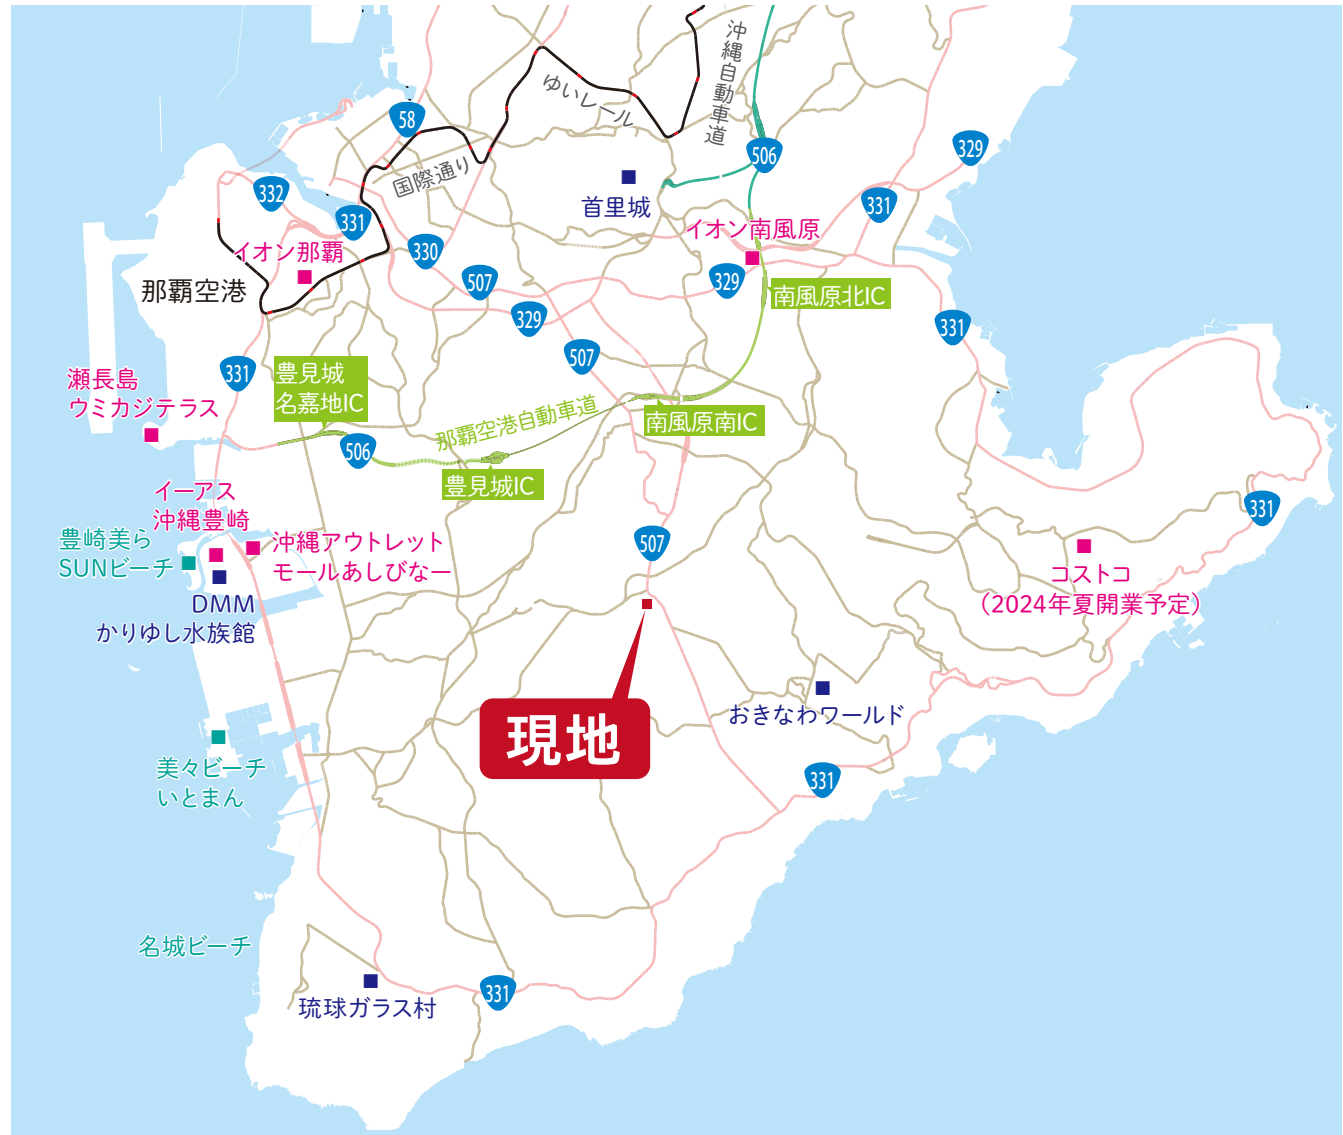 沖縄自動車道
ゆいレール
58
国際通り
506
329
332
331
首里城
331
イオン南風原
イオン那覇
330
那覇空港
507
329
南風原北IC
329
331
507
331
豊見城
名嘉地IC
瀬長島
ウミカジテラス
那覇空港自動車道
南風原南IC
506
豊見城IC
イーアス
沖縄豊崎
331
豊崎美ら
SUNビーチ
沖縄アウトレット
モールあしびなー
507
コストコ
（2024年夏開業予定）
DMM
かりゆし水族館
現地
おきなわワールド
美々ビーチ
いとまん
331
名城ビーチ
琉球ガラス村
331